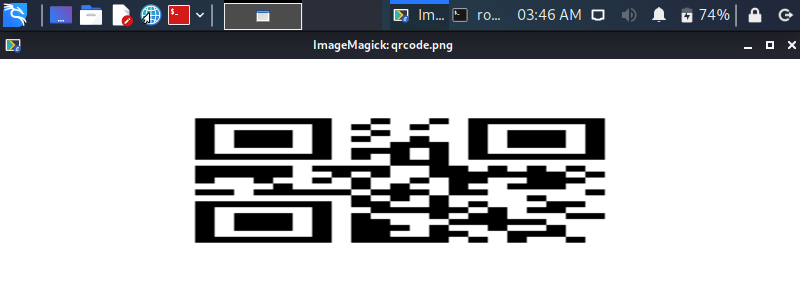 Im... ro... 03:46 AM 74%
ImageMagick: qrcode.png